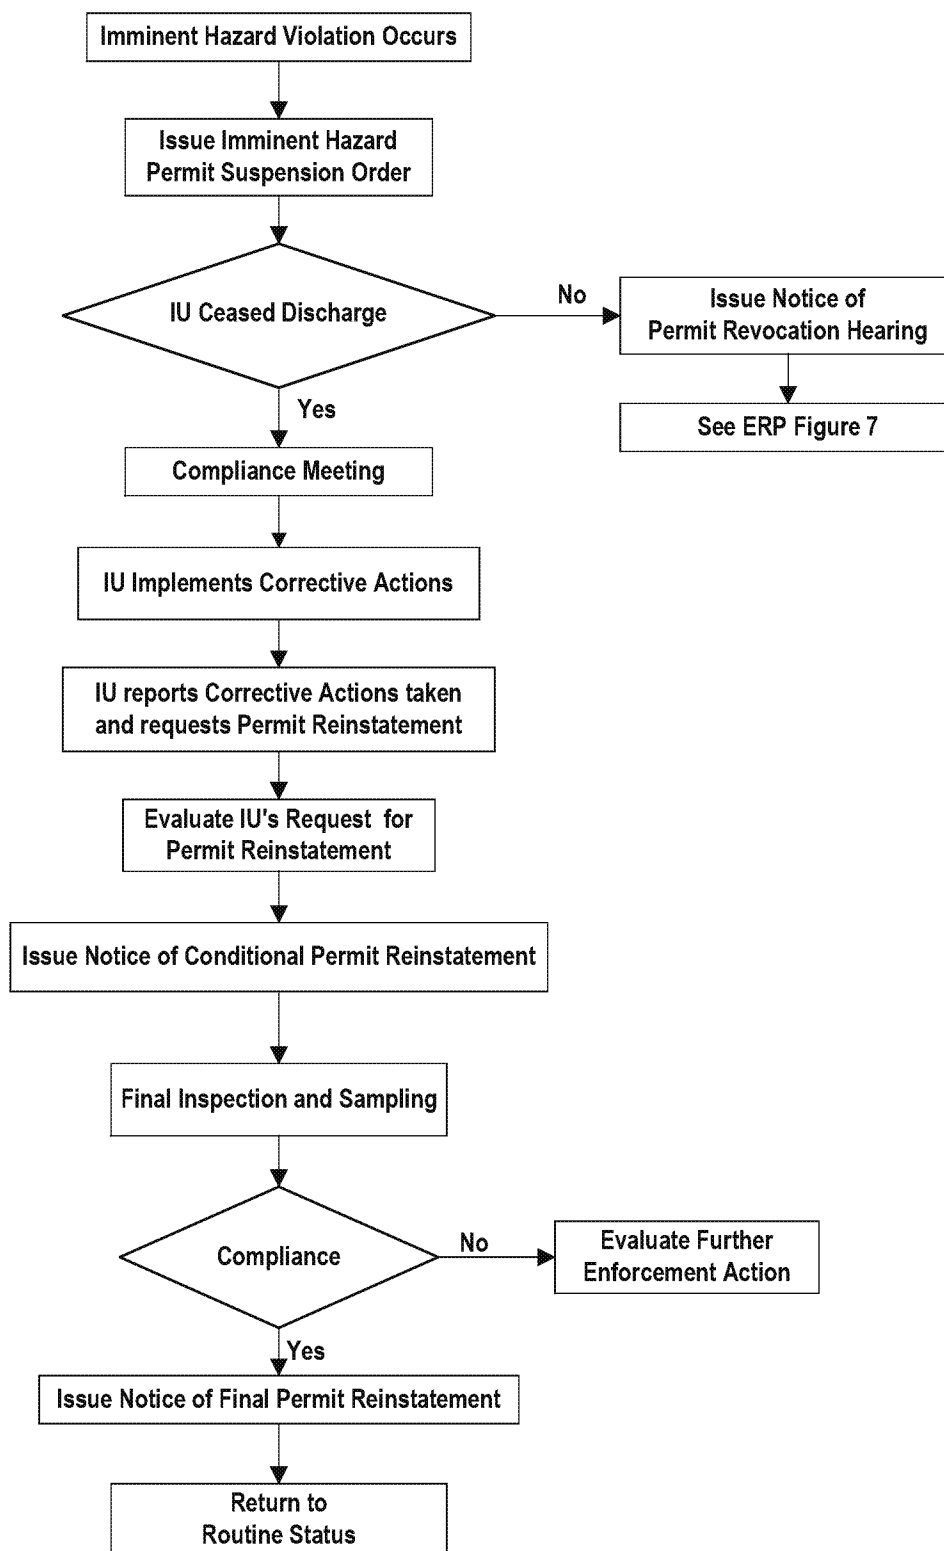 Imminent Hazard Violation Occurs
Issue Imminent Hazard
Permit Suspension Order
IU Ceased Discharge
No
Issue Notice of
Permit Revocation Hearing
See ERP Figure 7
Yes
Compliance Meeting
IU Implements Corrective Actions
IU reports Corrective Actions taken
and requests Permit Reinstatement
Evaluate IU's Request for
Permit Reinstatement
Issue Notice of Conditional Permit Reinstatement
Final Inspection and Sampling
Compliance
No
Evaluate Further
Enforcement Action
Yes
Issue Notice of Final Permit Reinstatement
Return to
Routine Status